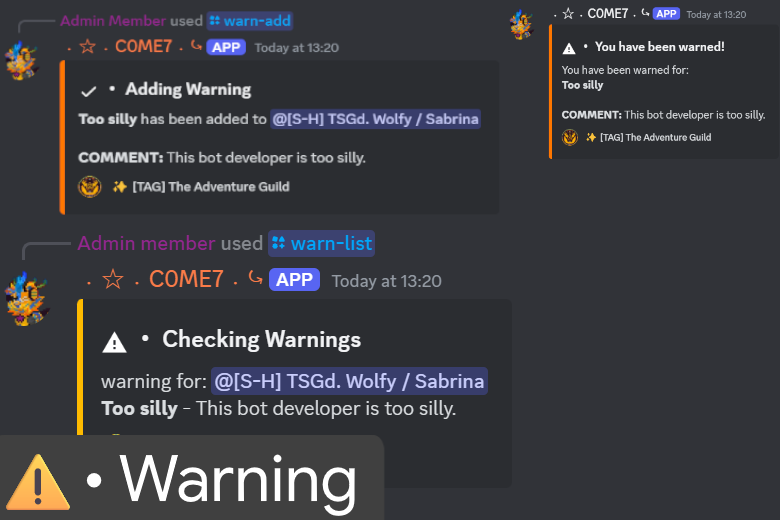 Admin Member used warn-add
· ☆ · C0ME7 · ⤷ APP Today at 13:20
✓ • Adding Warning
Too silly has been added to @[S-H] TSGd. Wolfy / Sabrina
COMMENT: This bot developer is too silly.
✨ [TAG] The Adventure Guild
· ☆ · C0ME7 · ⤷ APP Today at 13:20
⚠ • You have been warned!
You have been warned for:
Too silly
COMMENT: This developer is too silly.
✨ [TAG] The Adventure Guild
Admin member used warn-list
· ☆ · C0ME7 · ⤷ APP Today at 13:20
⚠ • Checking Warnings
warning for: @[S-H] TSGd. Wolfy / Sabrina
Too silly - This bot developer is too silly.
⚠️ • Warning